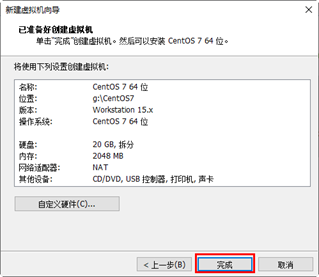 新建虚拟机向导
已准备好创建虚拟机
单击"完成"创建虚拟机。然后可以安装 CentOS 7 64 位
将使用下列设置创建虚拟机:
名称: CentOS 7 64 位
位置: g:\CentOS7
版本: Workstation 15.x
操作系统: CentOS 7 64 位
硬盘: 20 GB, 拆分
内存: 2048 MB
网络适配器: NAT
其他设备: CD/DVD, USB 控制器, 打印机, 声卡
自定义硬件(C)...
< 上一步(B) 完成 取消